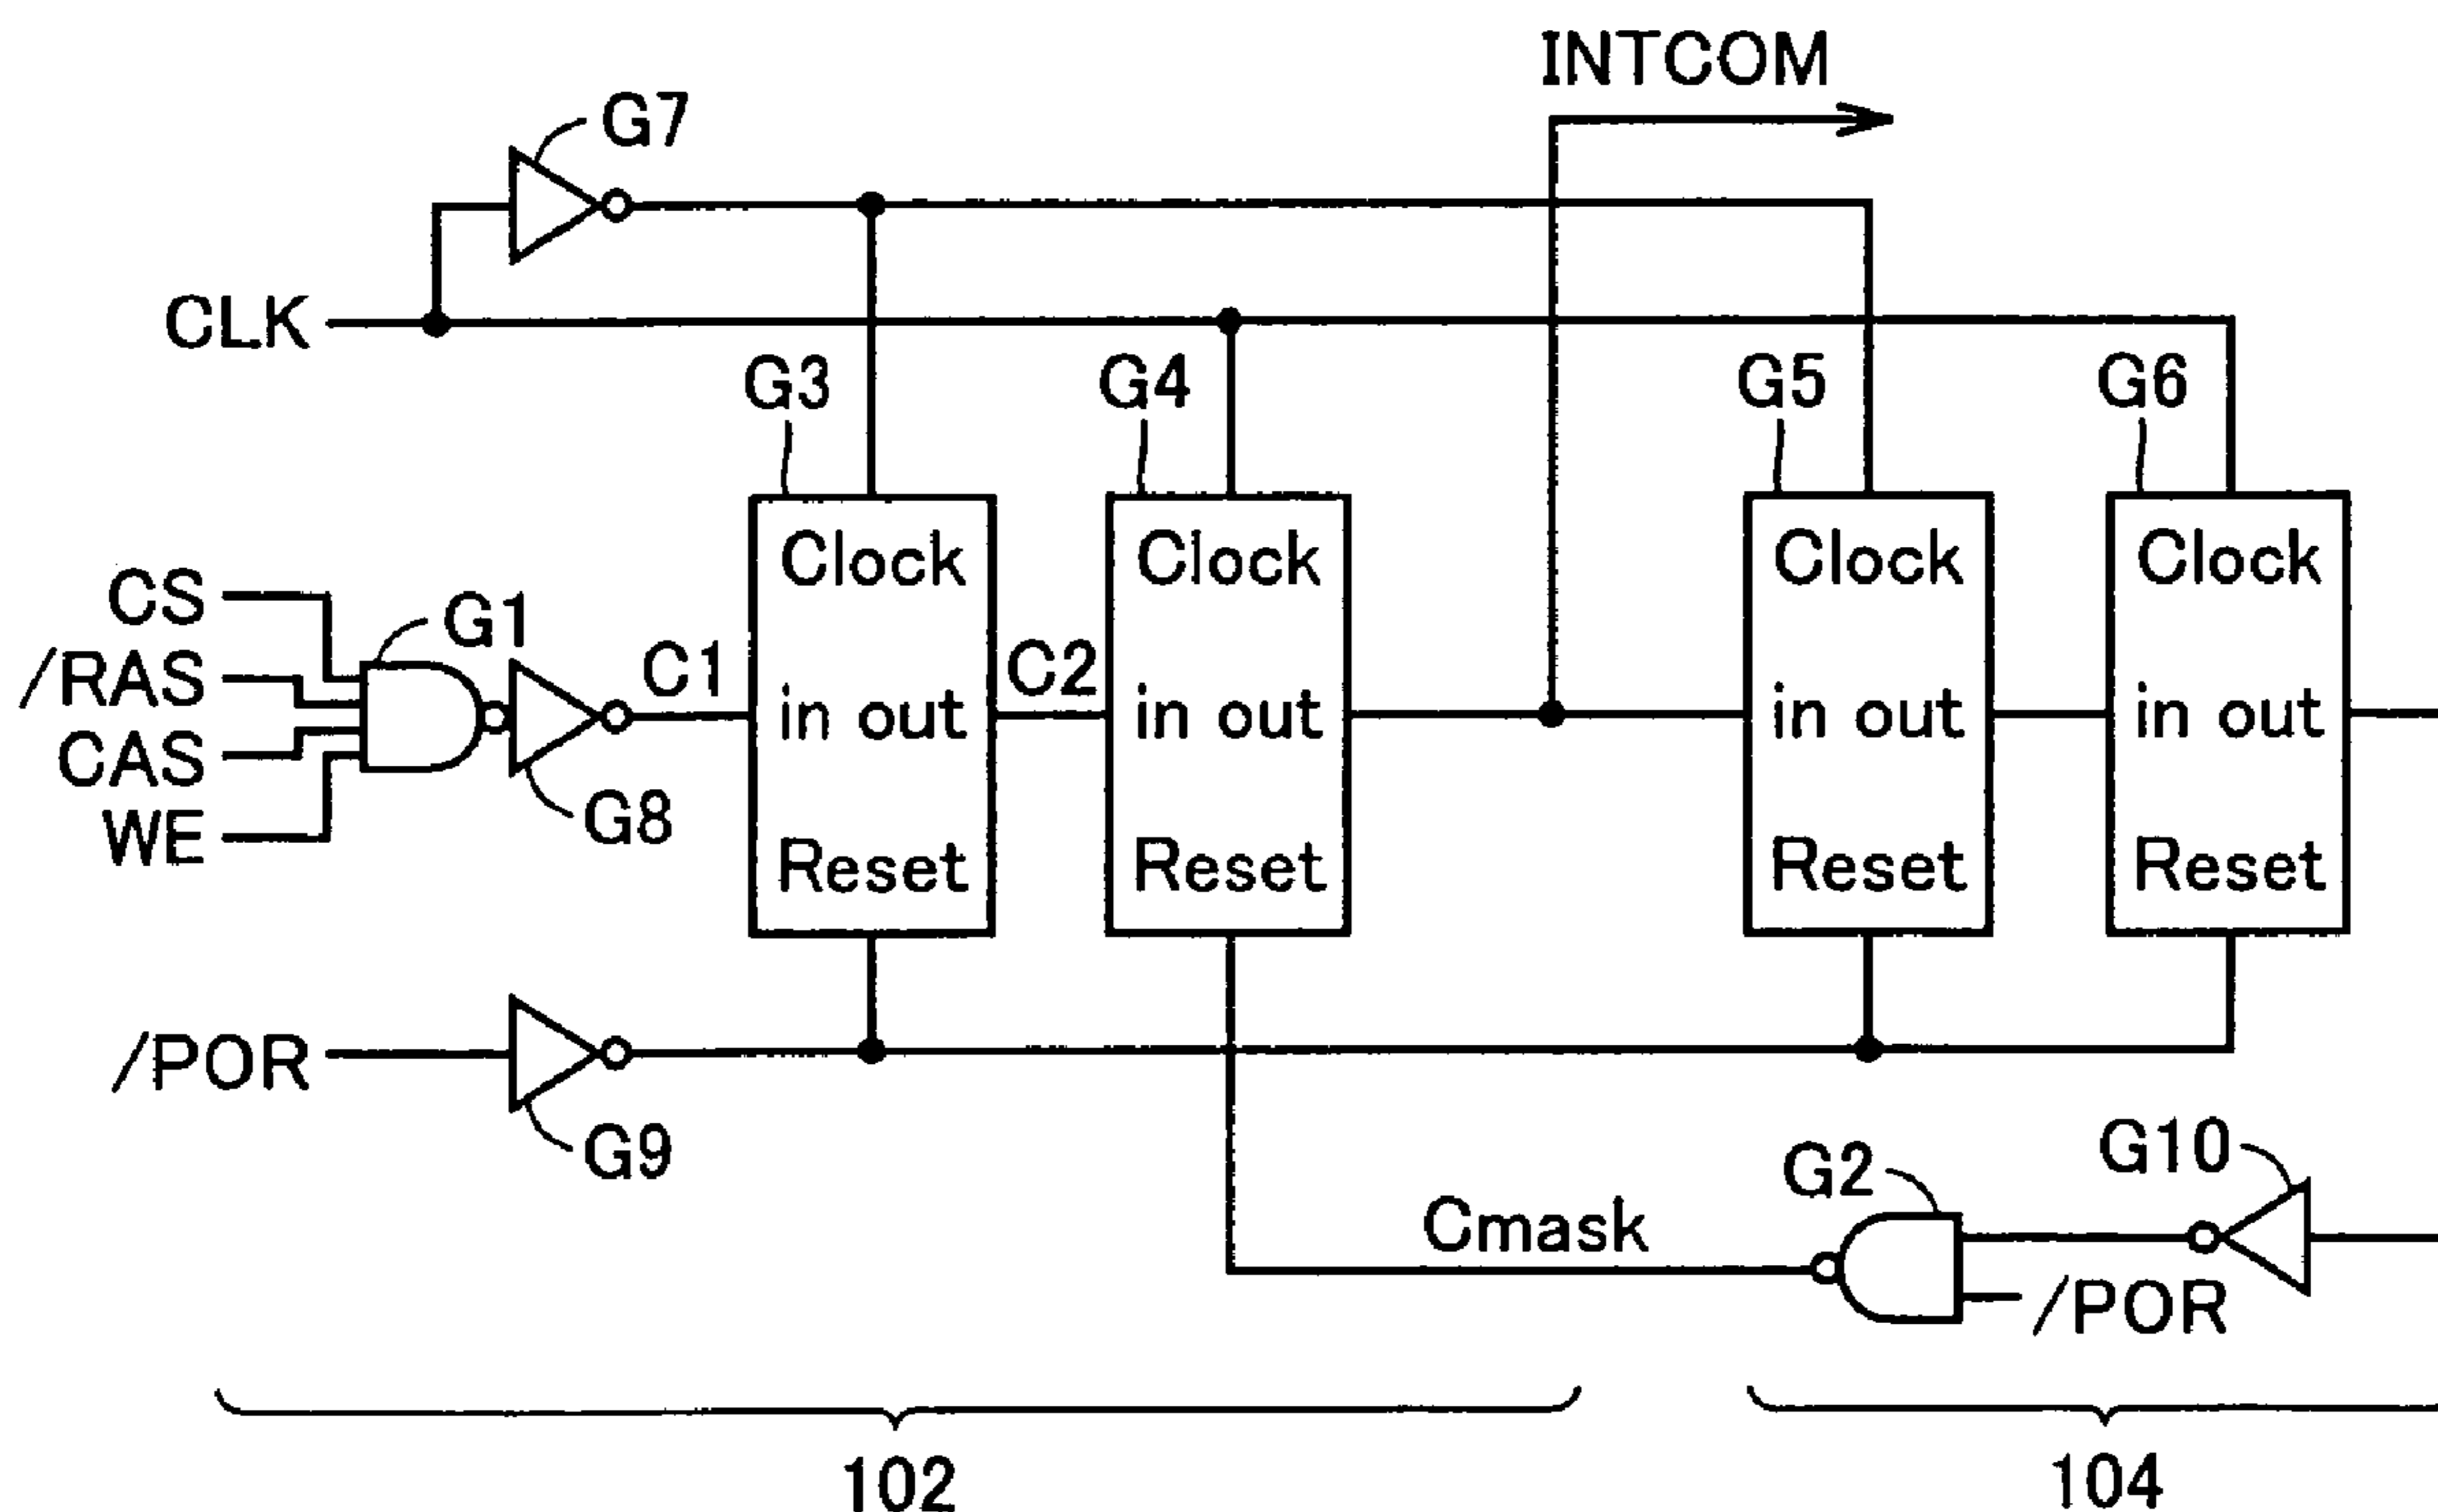 INTCOM
G7
CLK
G3
G4
G5
G6
Clock
in out
Reset
Clock
in out
Reset
Clock
in out
Reset
Clock
in out
Reset
CS
/RAS
CAS
WE
G1
G8
C1
C2
/POR
G9
Cmask
G2
G10
/POR
102
104